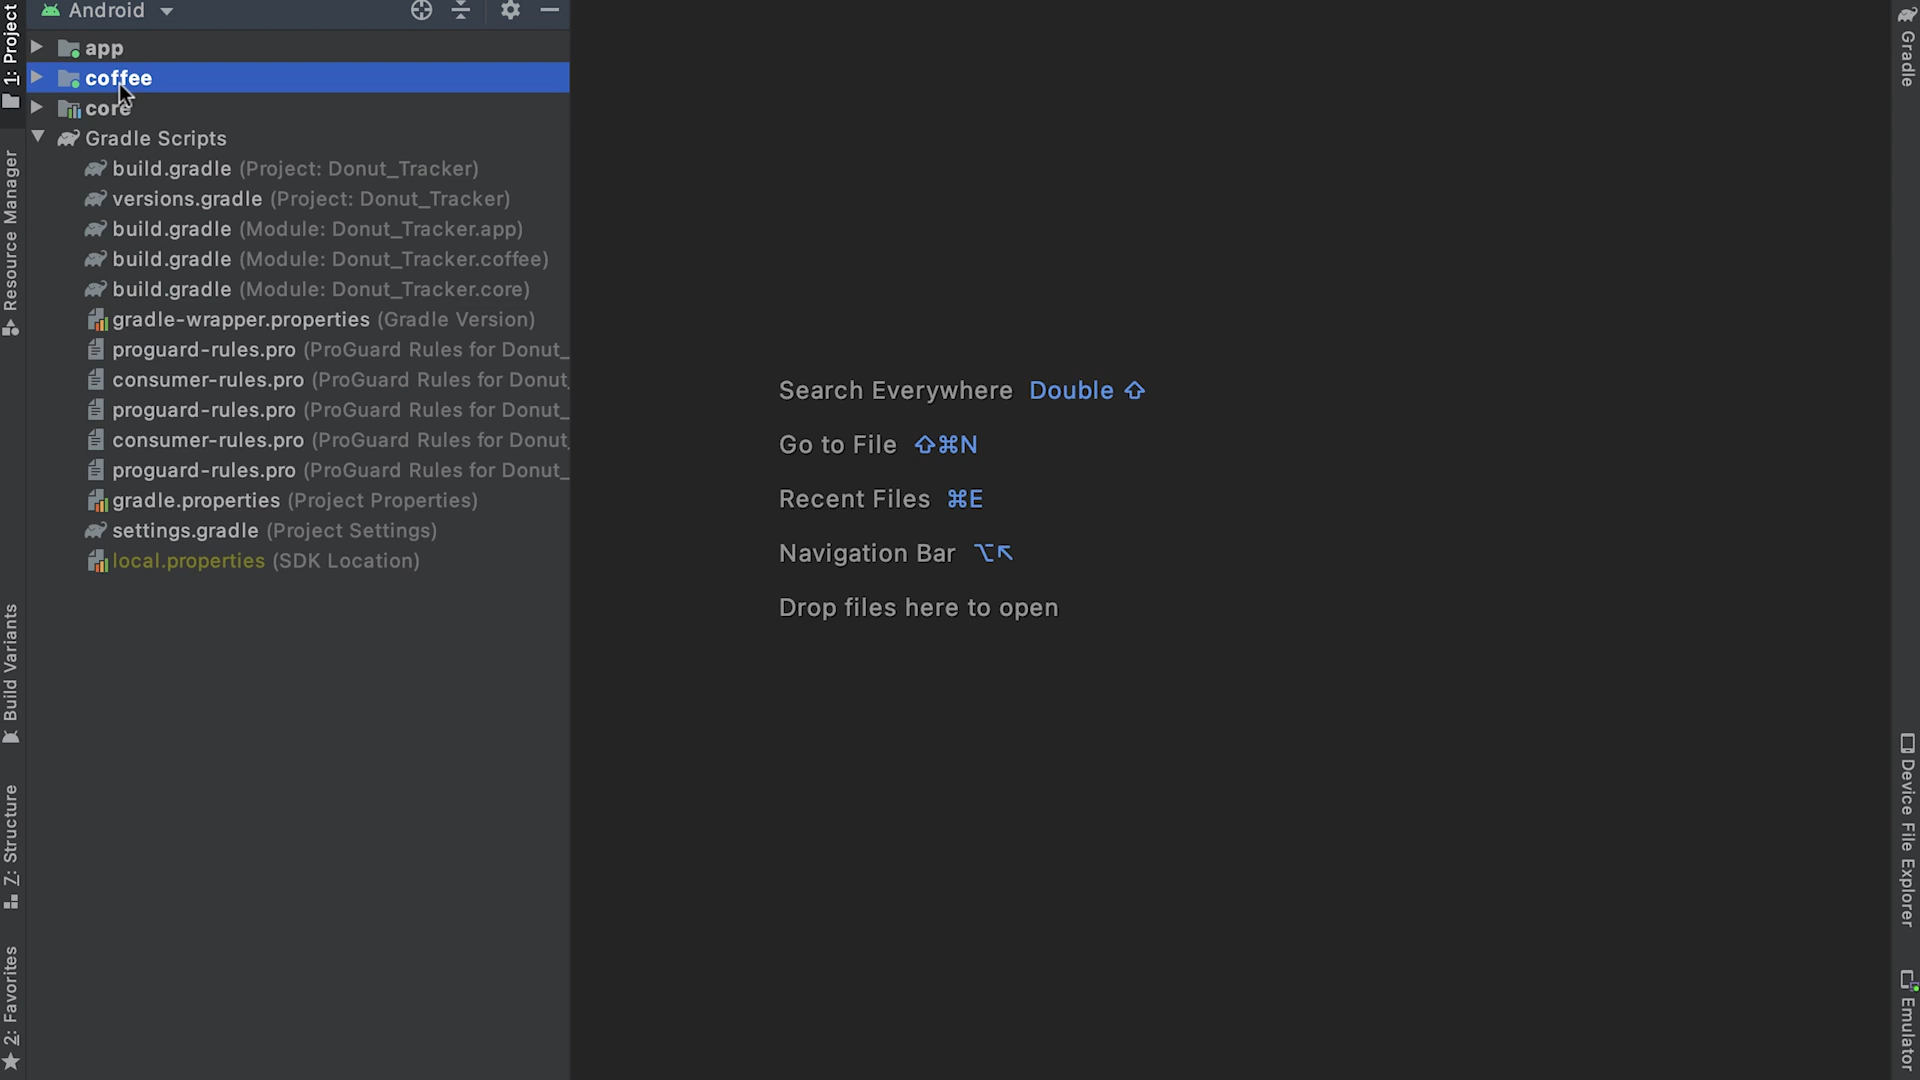 Android
app
coffee
core
Gradle Scripts
build.gradle (Project: Donut_Tracker)
versions.gradle (Project: Donut_Tracker)
build.gradle (Module: Donut_Tracker.app)
build.gradle (Module: Donut_Tracker.coffee)
build.gradle (Module: Donut_Tracker.core)
gradle-wrapper.properties (Gradle Version)
proguard-rules.pro (ProGuard Rules for Donut_
consumer-rules.pro (ProGuard Rules for Donut_
proguard-rules.pro (ProGuard Rules for Donut_
consumer-rules.pro (ProGuard Rules for Donut_
proguard-rules.pro (ProGuard Rules for Donut_
gradle.properties (Project Properties)
settings.gradle (Project Settings)
local.properties (SDK Location)
1: Project
Resource Manager
Build Variants
Z: Structure
2: Favorites
Search Everywhere Double ⇧
Go to File ⇧⌘N
Recent Files ⌘E
Navigation Bar ⌥↖
Drop files here to open
Gradle
Device File Explorer
Emulator